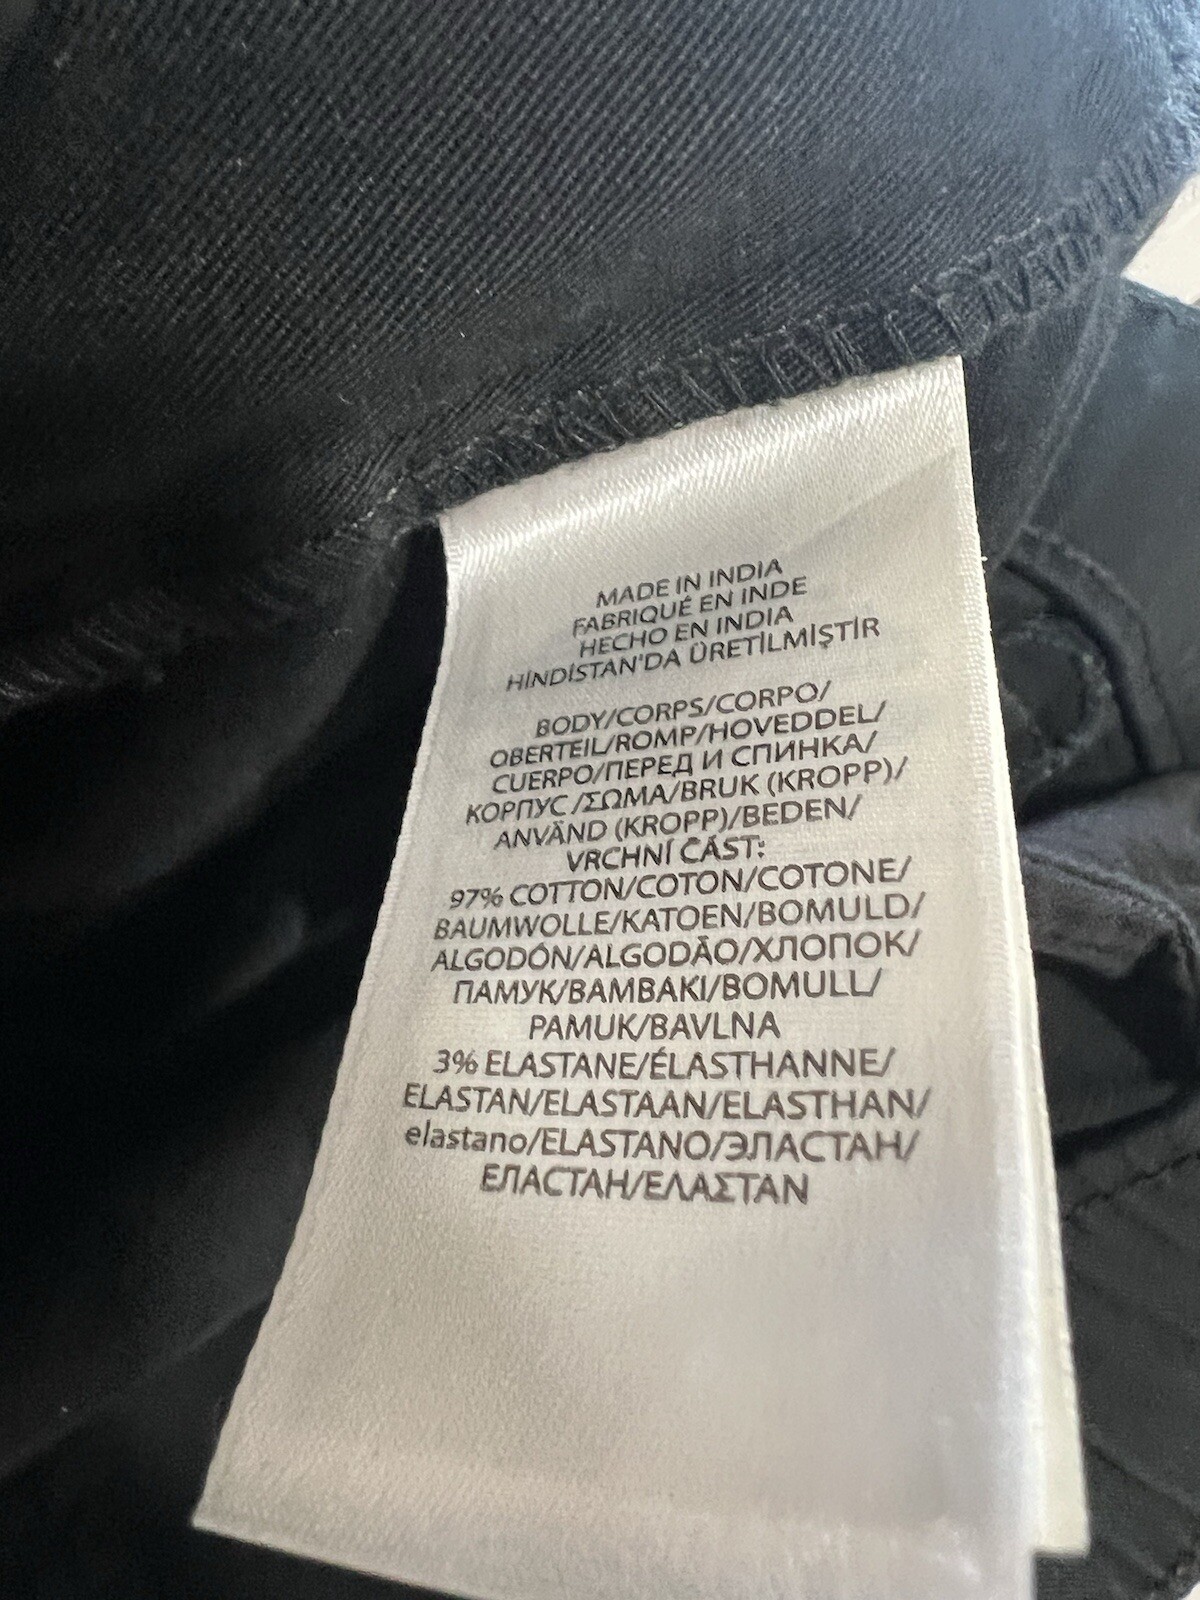 MADE IN INDIA
FABRIQUÉ EN INDE
HECHO EN INDIA
HİNDİSTAN'DA ÜRETİLMİŞTİR
BODY/CORPS/CORPO/
OBERTEIL/ROMP/HOVEDDEL/
CUERPO/ПЕРЕД И СПИНКА/
КОРПУС /ΣΩΜΑ/BRUK (KROPP)/
ANVÄND (KROPP)/BEDEN/
VRCHNÍ ČÁST:
97% COTTON/COTON/COTONE/
BAUMWOLLE/KATOEN/BOMULD/
ALGODÓN/ALGODÃO/ХЛОПОК/
ПАМУК/ΒΑΜΒΑΚΙ/BOMULL/
PAMUK/BAVLNA
3% ELASTANE/ÉLASTHANNE/
ELASTAN/ELASTAAN/ELASTHAN/
elastano/ELASTANO/ЭЛАСТАН/
ЕЛАСТАН/ΕΛΑΣΤΑΝ